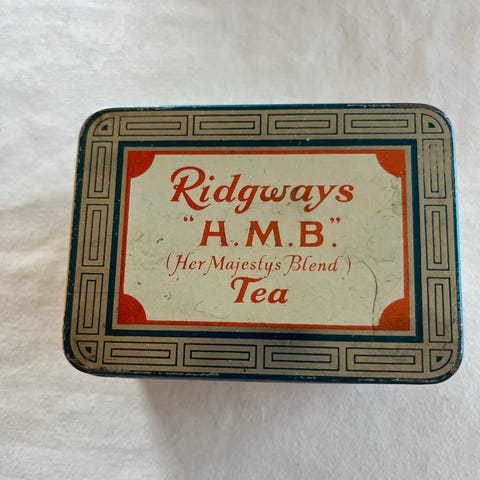 Ridgways
"H.M.B."
(Her Majesty's Blend)
Tea